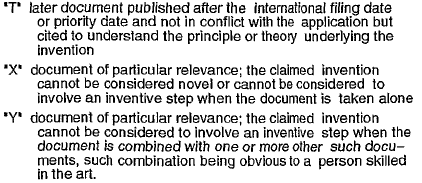 "T" later document published after the international filing date
or priority date and not in conflict with the application but
cited to understand the principle or theory underlying the
invention
"X" document of particular relevance; the claimed invention
cannot be considered novel or cannot be considered to
involve an inventive step when the document is taken alone
"Y" document of particular relevance; the claimed invention
cannot be considered to involve an inventive step when the
document is combined with one or more other such docu–
ments, such combination being obvious to a person skilled
in the art.